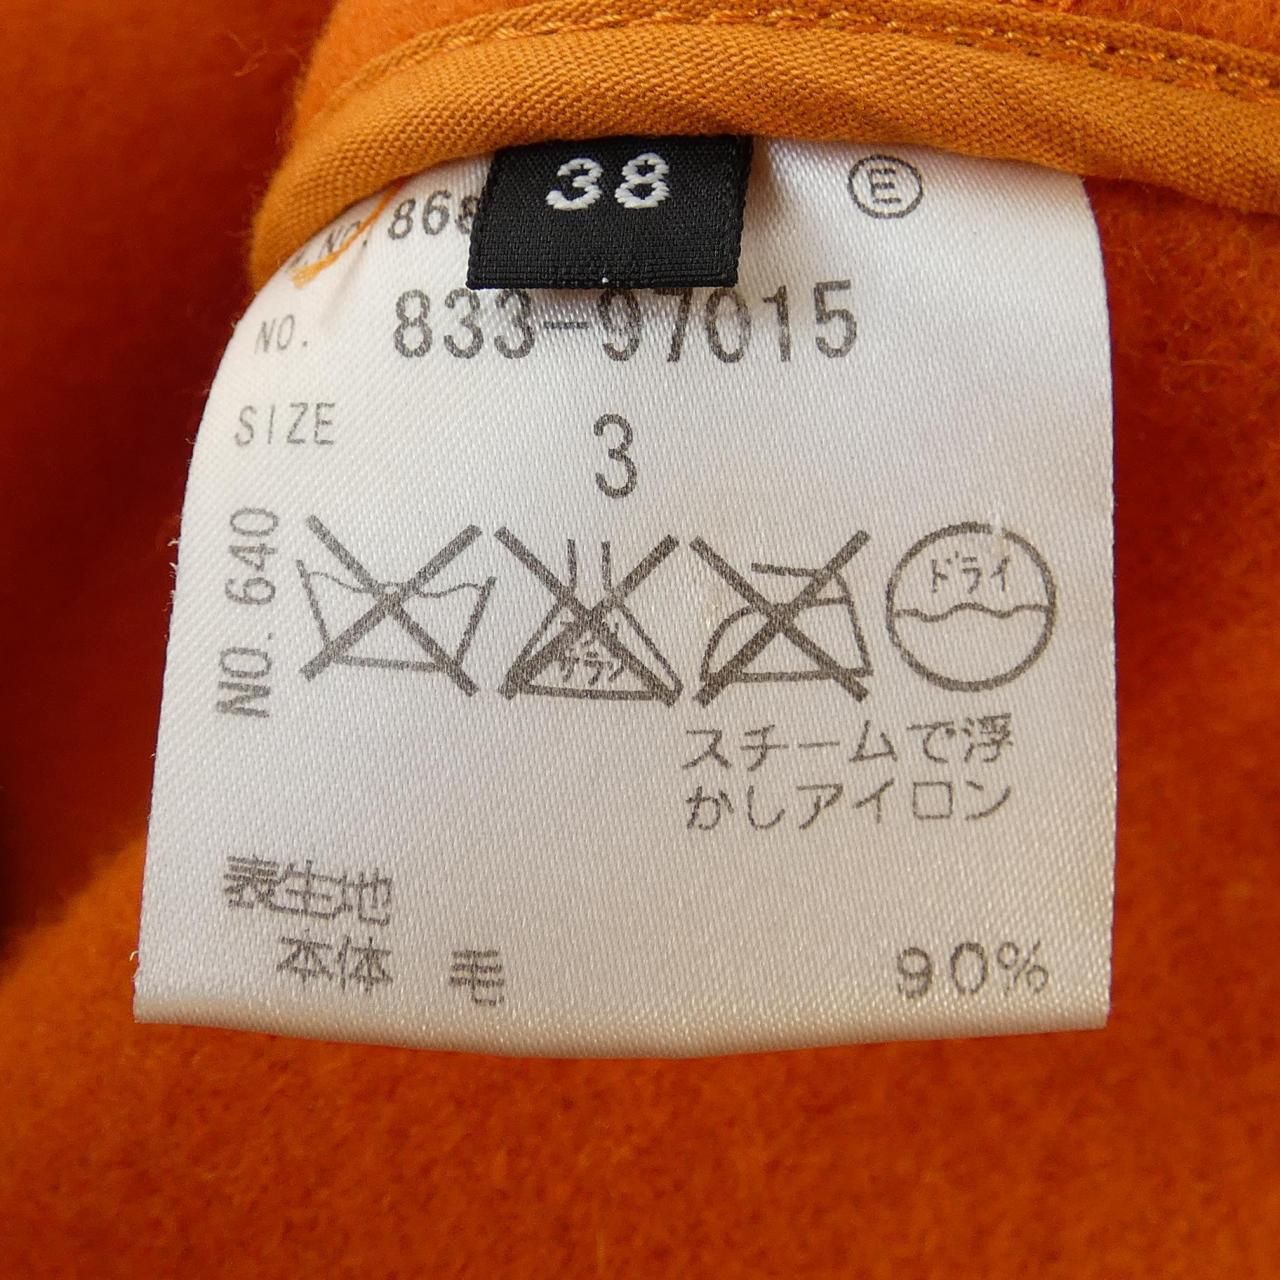 38
E
NO. 833-97015
SIZE 3
NO. 640
ドライ
スチームで浮
かしアイロン
表生地
本体 毛 90%